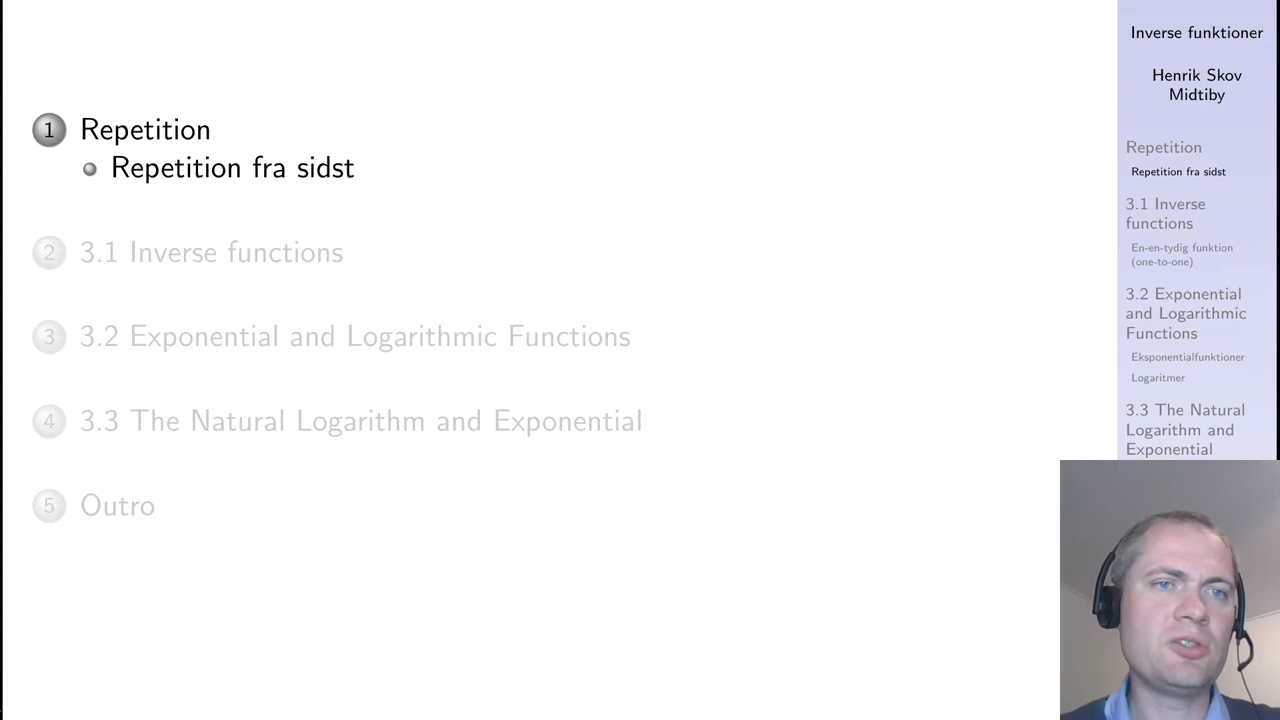 1 Repetition
Repetition fra sidst
2 3.1 Inverse functions
3 3.2 Exponential and Logarithmic Functions
4 3.3 The Natural Logarithm and Exponential
5 Outro
Inverse funktioner
Henrik Skov
Midtiby
Repetition
Repetition fra sidst
3.1 Inverse
functions
En-en-tydig funktion
(one-to-one)
3.2 Exponential
and Logarithmic
Functions
Eksponentialfunktioner
Logaritmer
3.3 The Natural
Logarithm and
Exponential